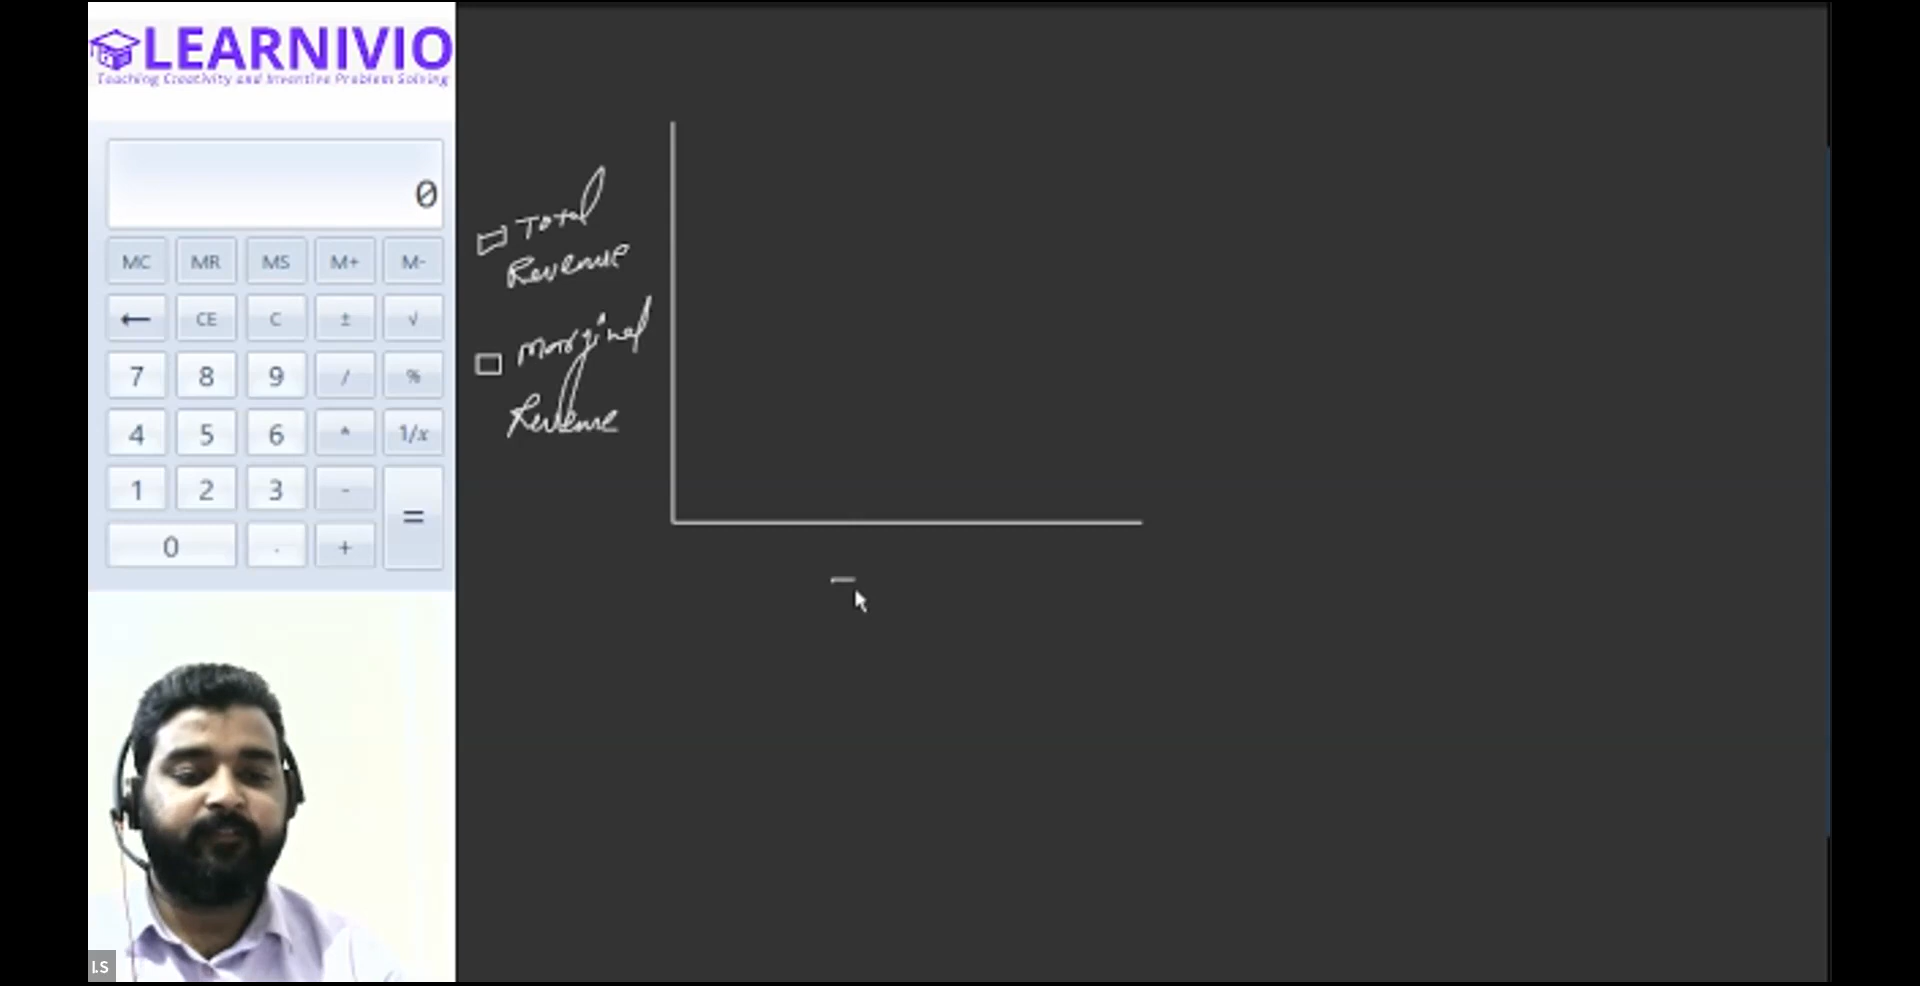 LEARNIVIO
Teaching Creativity and Inventive Problem Solving
0
MC MR MS M+ M-
← CE C ± √
7 8 9 / %
4 5 6 * 1/x
1 2 3 -
=
0 . +
I.S
Total
Revenue
Marginal
Revenue